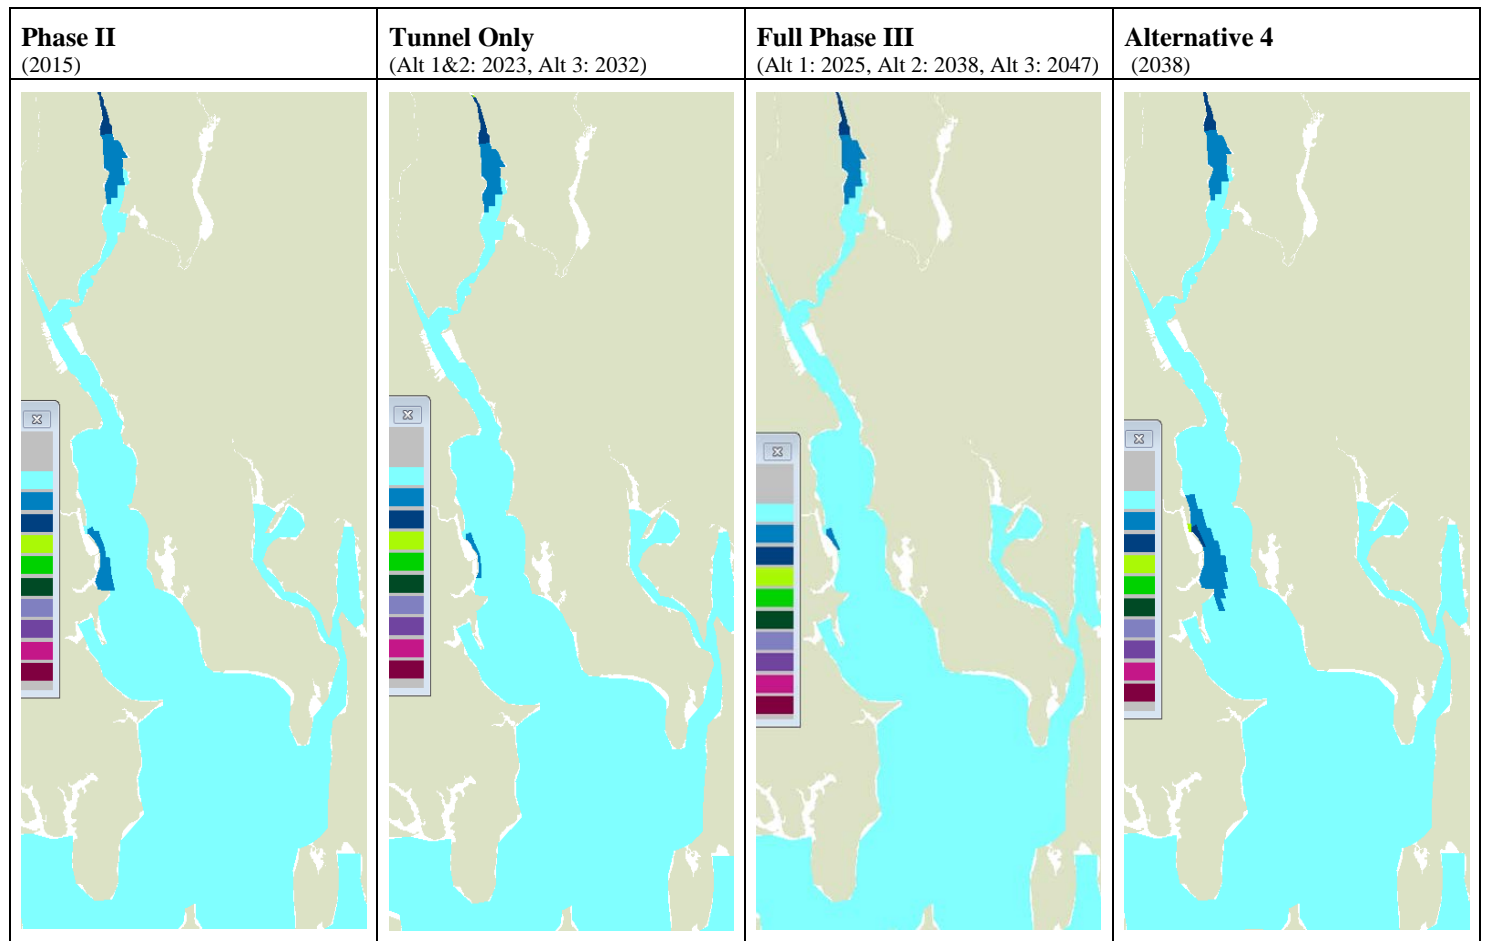 Phase II
(2015)
Tunnel Only
(Alt 1&2: 2023, Alt 3: 2032)
Full Phase III
(Alt 1: 2025, Alt 2: 2038, Alt 3: 2047)
Alternative 4
(2038)